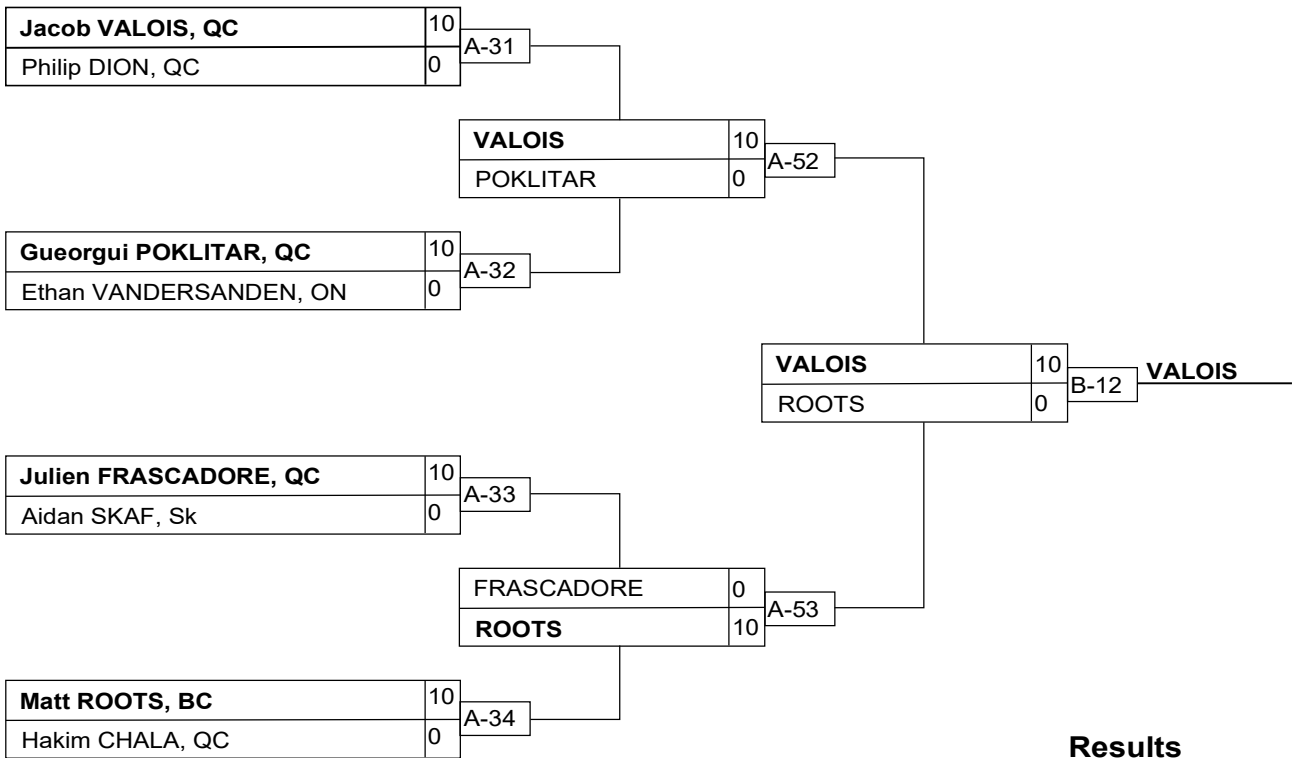 Jacob VALOIS, QC 10
A-31
Philip DION, QC 0
VALOIS 10
A-52
POKLITAR 0
Gueorgui POKLITAR, QC 10
A-32
Ethan VANDERSANDEN, ON 0
VALOIS 10
B-12 VALOIS
ROOTS 0
Julien FRASCADORE, QC 10
A-33
Aidan SKAF, Sk 0
FRASCADORE 0
A-53
ROOTS 10
Matt ROOTS, BC 10
A-34
Hakim CHALA, QC 0
Results